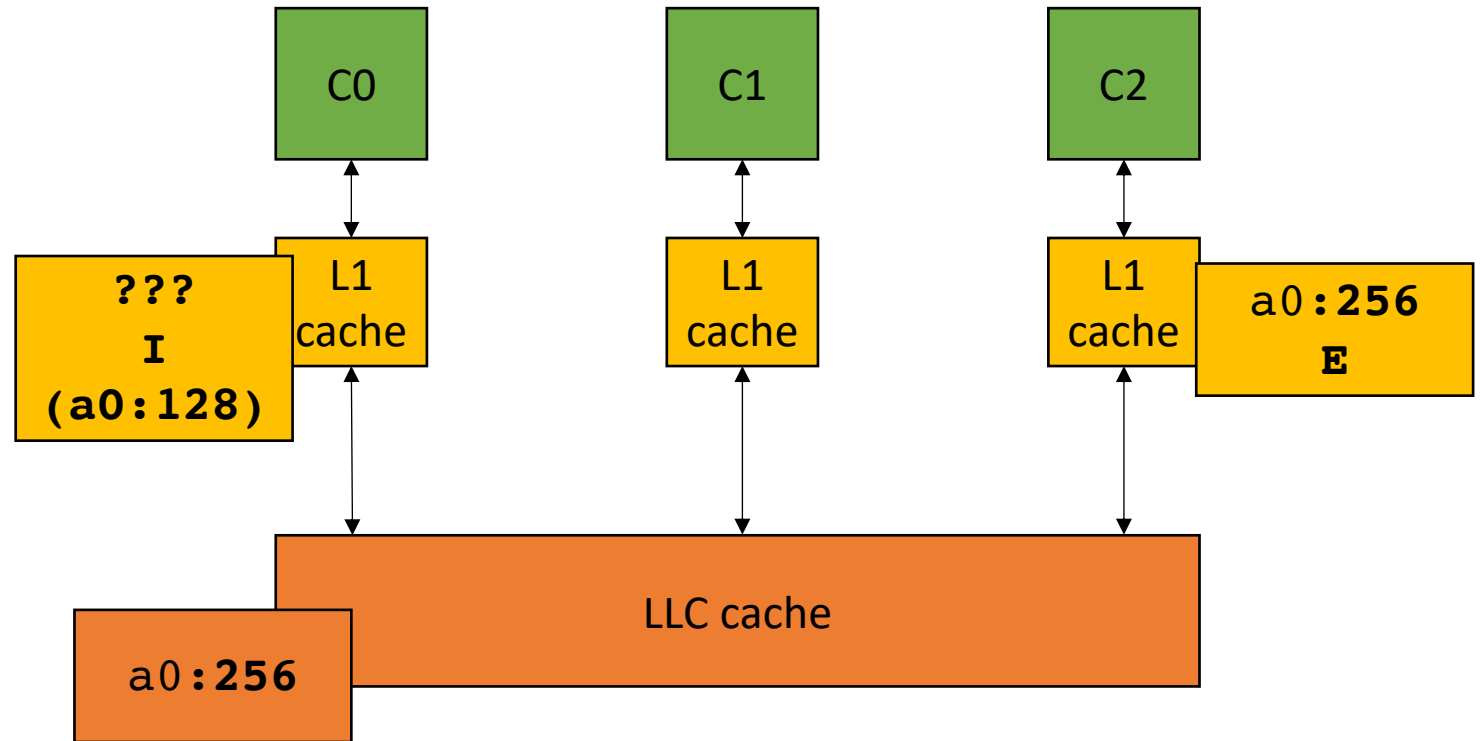 C0
C1
C2
???
I
(a0:128)
L1
cache
L1
cache
L1
cache
a0:256
E
LLC cache
a0:256